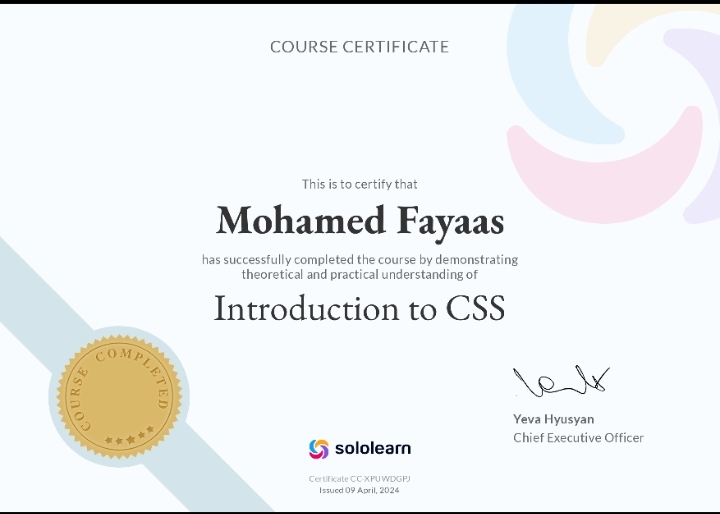 COURSE CERTIFICATE
This is to certify that
Mohamed Fayaas
has successfully completed the course by demonstrating
theoretical and practical understanding of
Introduction to CSS
COURSE COMPLETED
Yeva Hyusyan
Chief Executive Officer
sololearn
Certificate CC-XPUWDGPJ
Issued 09 April, 2024